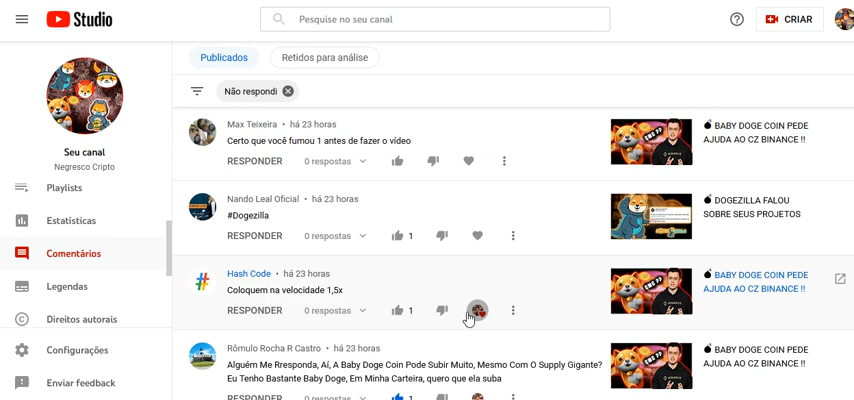 Studio
Pesquise no seu canal
CRIAR
Publicados
Retidos para análise
Não respondi
Seu canal
Negresco Cripto
Playlists
Estatísticas
Comentários
Legendas
Direitos autorais
Configurações
Enviar feedback
Max Teixeira • há 23 horas
Certo que você fumou 1 antes de fazer o vídeo
RESPONDER 0 respostas
BABY DOGE COIN PEDE
AJUDA AO CZ BINANCE !!
Nando Leal Oficial • há 23 horas
#Dogezilla
RESPONDER 0 respostas 1
DOGEZILLA FALOU
SOBRE SEUS PROJETOS
Hash Code • há 23 horas
Coloquem na velocidade 1,5x
RESPONDER 0 respostas 1
BABY DOGE COIN PEDE
AJUDA AO CZ BINANCE !!
Rômulo Rocha R Castro • há 23 horas
Alguém Me Rresponda, Aí, A Baby Doge Coin Pode Subir Muito, Mesmo Com O Supply Gigante?
Eu Tenho Bastante Baby Doge, Em Minha Carteira, quero que ela suba
RESPONDER 0 respostas 1
BABY DOGE COIN PEDE
AJUDA AO CZ BINANCE !!